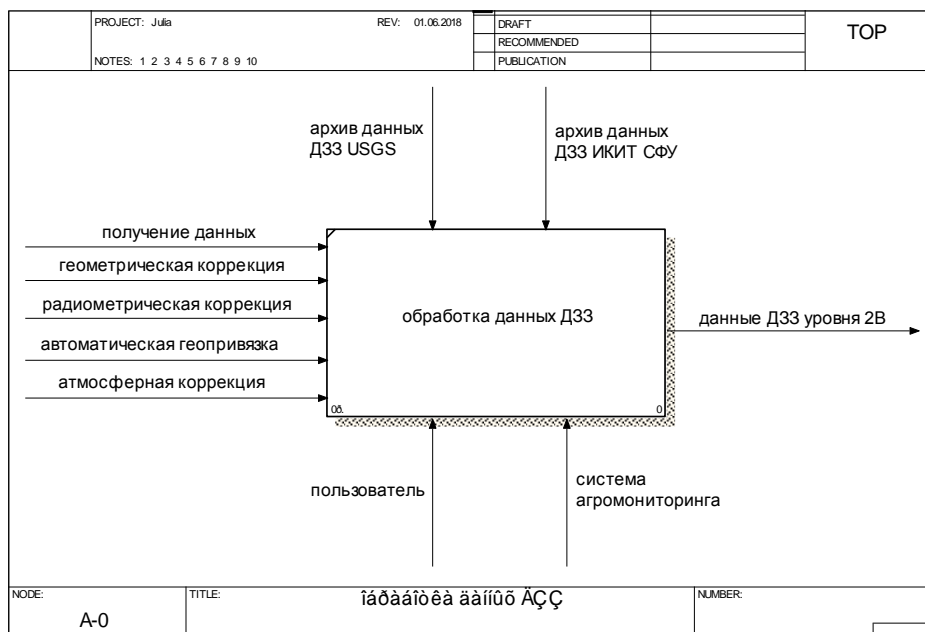 PROJECT: Julia
REV: 01.06.2018
DRAFT
RECOMMENDED
PUBLICATION
NOTES: 1 2 3 4 5 6 7 8 9 10
TOP
архив данных
ДЗЗ USGS
архив данных
ДЗЗ ИКИТ СФУ
получение данных
геометрическая коррекция
радиометрическая коррекция
автоматическая геопривязка
атмосферная коррекция
обработка данных ДЗЗ
данные ДЗЗ уровня 2В
0ð.
0
пользователь
система
агромониторинга
NODE:
A-0
TITLE:
îáðàáîòêà äàííûõ ÄÇÇ
NUMBER: